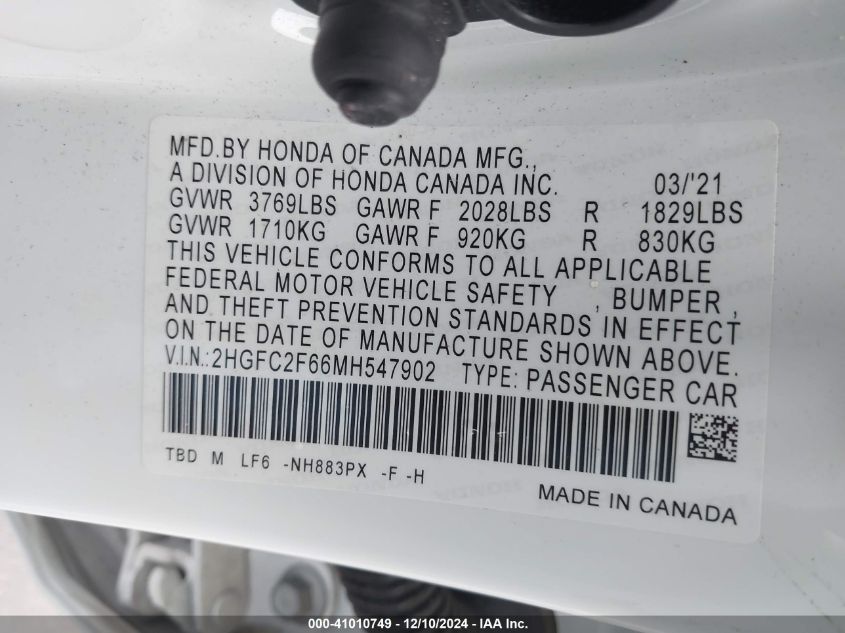 MFD.BY HONDA OF CANADA MFG.,
A DIVISION OF HONDA CANADA INC. 03/'21
GVWR 3769LBS GAWR F 2028LBS R 1829LBS
GVWR 1710KG GAWR F 920KG R 830KG
THIS VEHICLE CONFORMS TO ALL APPLICABLE
FEDERAL MOTOR VEHICLE SAFETY , BUMPER ,
AND THEFT PREVENTION STANDARDS IN EFFECT
ON THE DATE OF MANUFACTURE SHOWN ABOVE.
V.I.N.:2HGFC2F66MH547902 TYPE: PASSENGER CAR
TBD M LF6 -NH883PX -F -H
MADE IN CANADA
000-41010749 — 12/10/2024 — IAA Inc.